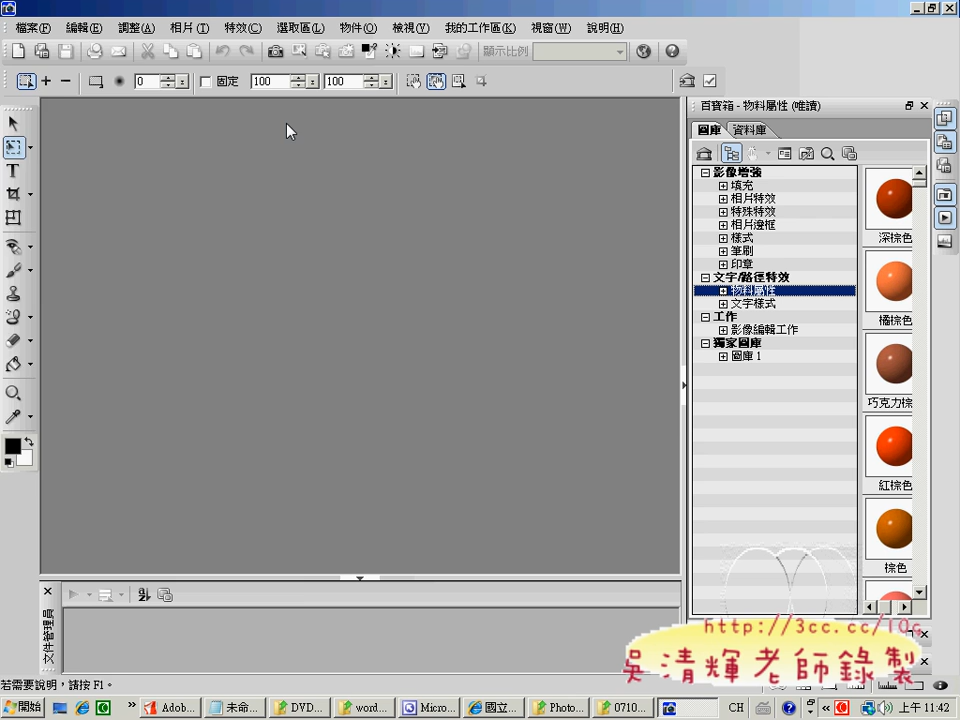 檔案(F) 編輯(E) 調整(A) 相片(I) 特效(C) 選取區(L) 物件(O) 檢視(V) 我的工作區(K) 視窗(W) 說明(H)
顯示比例
0 固定 100 100
百寶箱 - 物料屬性 (唯讀)
圖庫 資料庫
影像增強
填充
相片特效
特殊特效
相片邊框
樣式
筆刷
印章
文字/路徑特效
物料屬性
文字樣式
工作
影像編輯工作
獨家圖庫
圖庫 1
深棕色
橘棕色
巧克力棕
紅棕色
棕色
T
文件管理員
http://3cc.cc/10c
吳清輝老師錄製
若需要說明，請按 F1。
開始 Adob... 未命... DVD... word... Micro... 國立... Photo... 0710... CH 上午 11:42